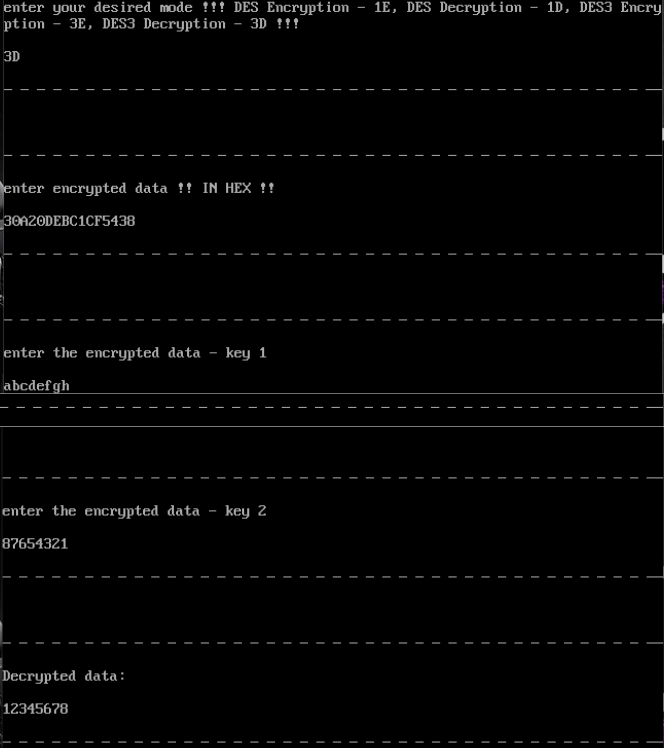 enter your desired mode !!! DES Encryption - 1E, DES Decryption - 1D, DES3 Encry
ption - 3E, DES3 Decryption - 3D !!!
3D
enter encrypted data !! IN HEX !!
30A20DEBC1CF5438
enter the encrypted data - key 1
abcdefgh
enter the encrypted data - key 2
87654321
Decrypted data:
12345678